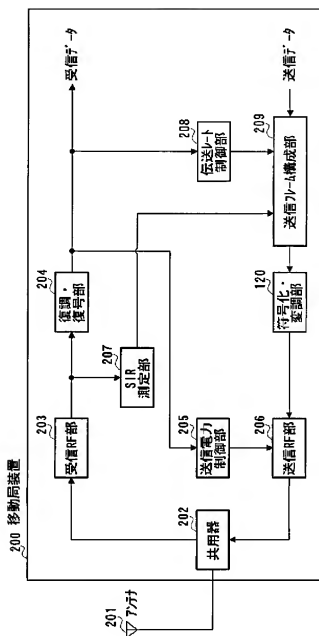 200 移動局装置
201
アンテナ
202
共用器
203
受信RF部
204
復調・
復号部
受信データ
207
SIR
測定部
205
送信電力
制御部
208
伝送レート
制御部
206
送信RF部
120
符号化・
変調部
209
送信フレーム構成部
送信データ